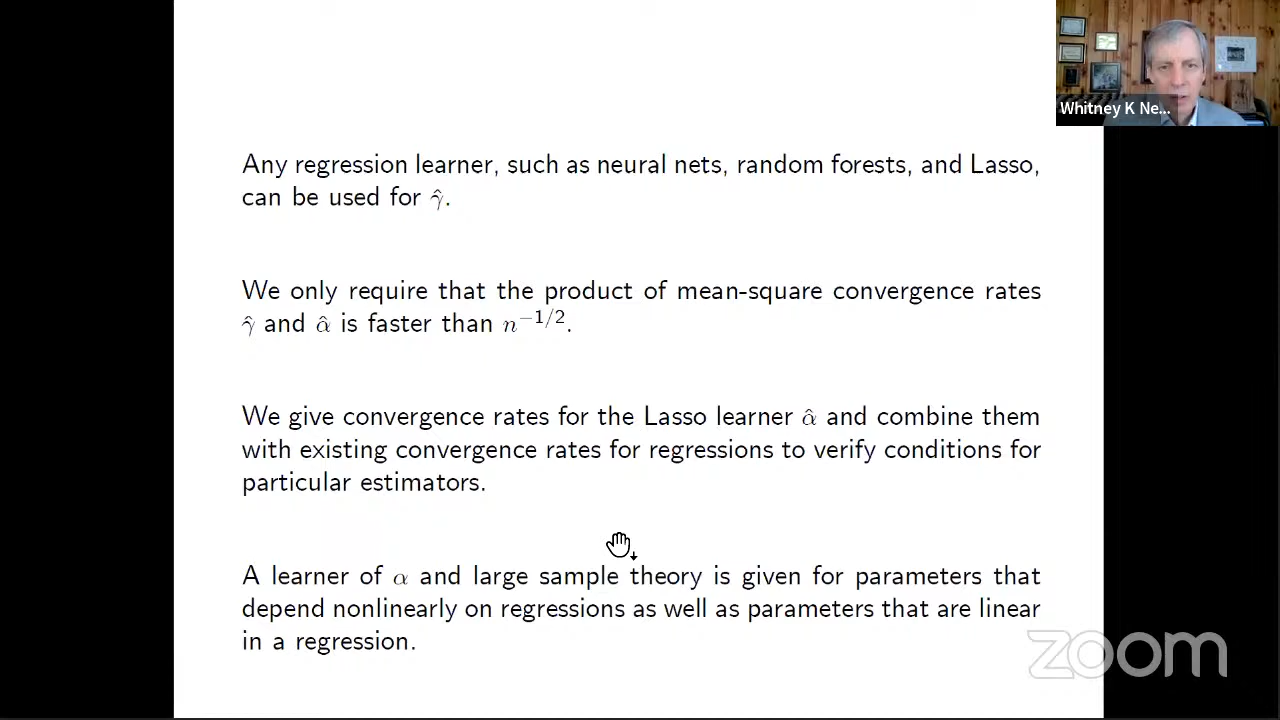 Whitney K Ne...
Any regression learner, such as neural nets, random forests, and Lasso,
can be used for γ̂.
We only require that the product of mean-square convergence rates
γ̂ and α̂ is faster than n^{−1/2}.
We give convergence rates for the Lasso learner α̂ and combine them
with existing convergence rates for regressions to verify conditions for
particular estimators.
A learner of α and large sample theory is given for parameters that
depend nonlinearly on regressions as well as parameters that are linear
in a regression.
zoom